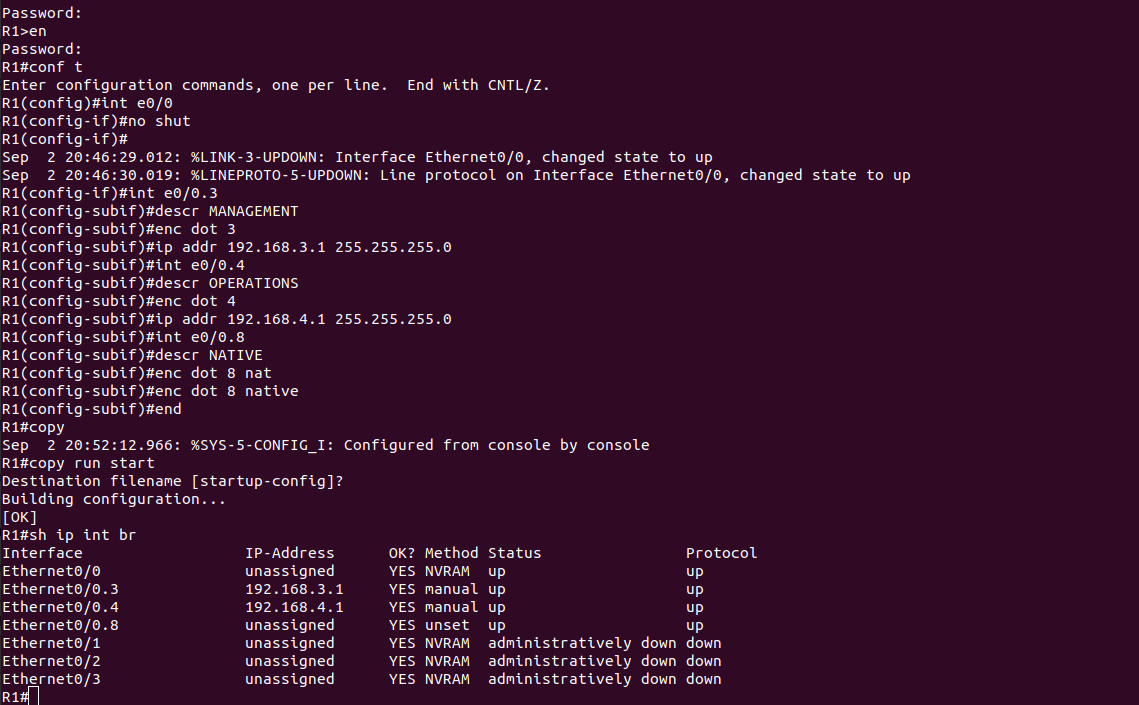 Password:
R1>en
Password:
R1#conf t
Enter configuration commands, one per line.  End with CNTL/Z.
R1(config)#int e0/0
R1(config-if)#no shut
R1(config-if)#
Sep  2 20:46:29.012: %LINK-3-UPDOWN: Interface Ethernet0/0, changed state to up
Sep  2 20:46:30.019: %LINEPROTO-5-UPDOWN: Line protocol on Interface Ethernet0/0, changed state to up
R1(config-if)#int e0/0.3
R1(config-subif)#descr MANAGEMENT
R1(config-subif)#enc dot 3
R1(config-subif)#ip addr 192.168.3.1 255.255.255.0
R1(config-subif)#int e0/0.4
R1(config-subif)#descr OPERATIONS
R1(config-subif)#enc dot 4
R1(config-subif)#ip addr 192.168.4.1 255.255.255.0
R1(config-subif)#int e0/0.8
R1(config-subif)#descr NATIVE
R1(config-subif)#enc dot 8 nat
R1(config-subif)#enc dot 8 native
R1(config-subif)#end
R1#copy
Sep  2 20:52:12.966: %SYS-5-CONFIG_I: Configured from console by console
R1#copy run start
Destination filename [startup-config]?
Building configuration...
[OK]
R1#sh ip int br
Interface                  IP-Address      OK? Method Status                Protocol
Ethernet0/0                unassigned      YES NVRAM  up                    up
Ethernet0/0.3              192.168.3.1     YES manual up                    up
Ethernet0/0.4              192.168.4.1     YES manual up                    up
Ethernet0/0.8              unassigned      YES unset  up                    up
Ethernet0/1                unassigned      YES NVRAM  administratively down down
Ethernet0/2                unassigned      YES NVRAM  administratively down down
Ethernet0/3                unassigned      YES NVRAM  administratively down down
R1#